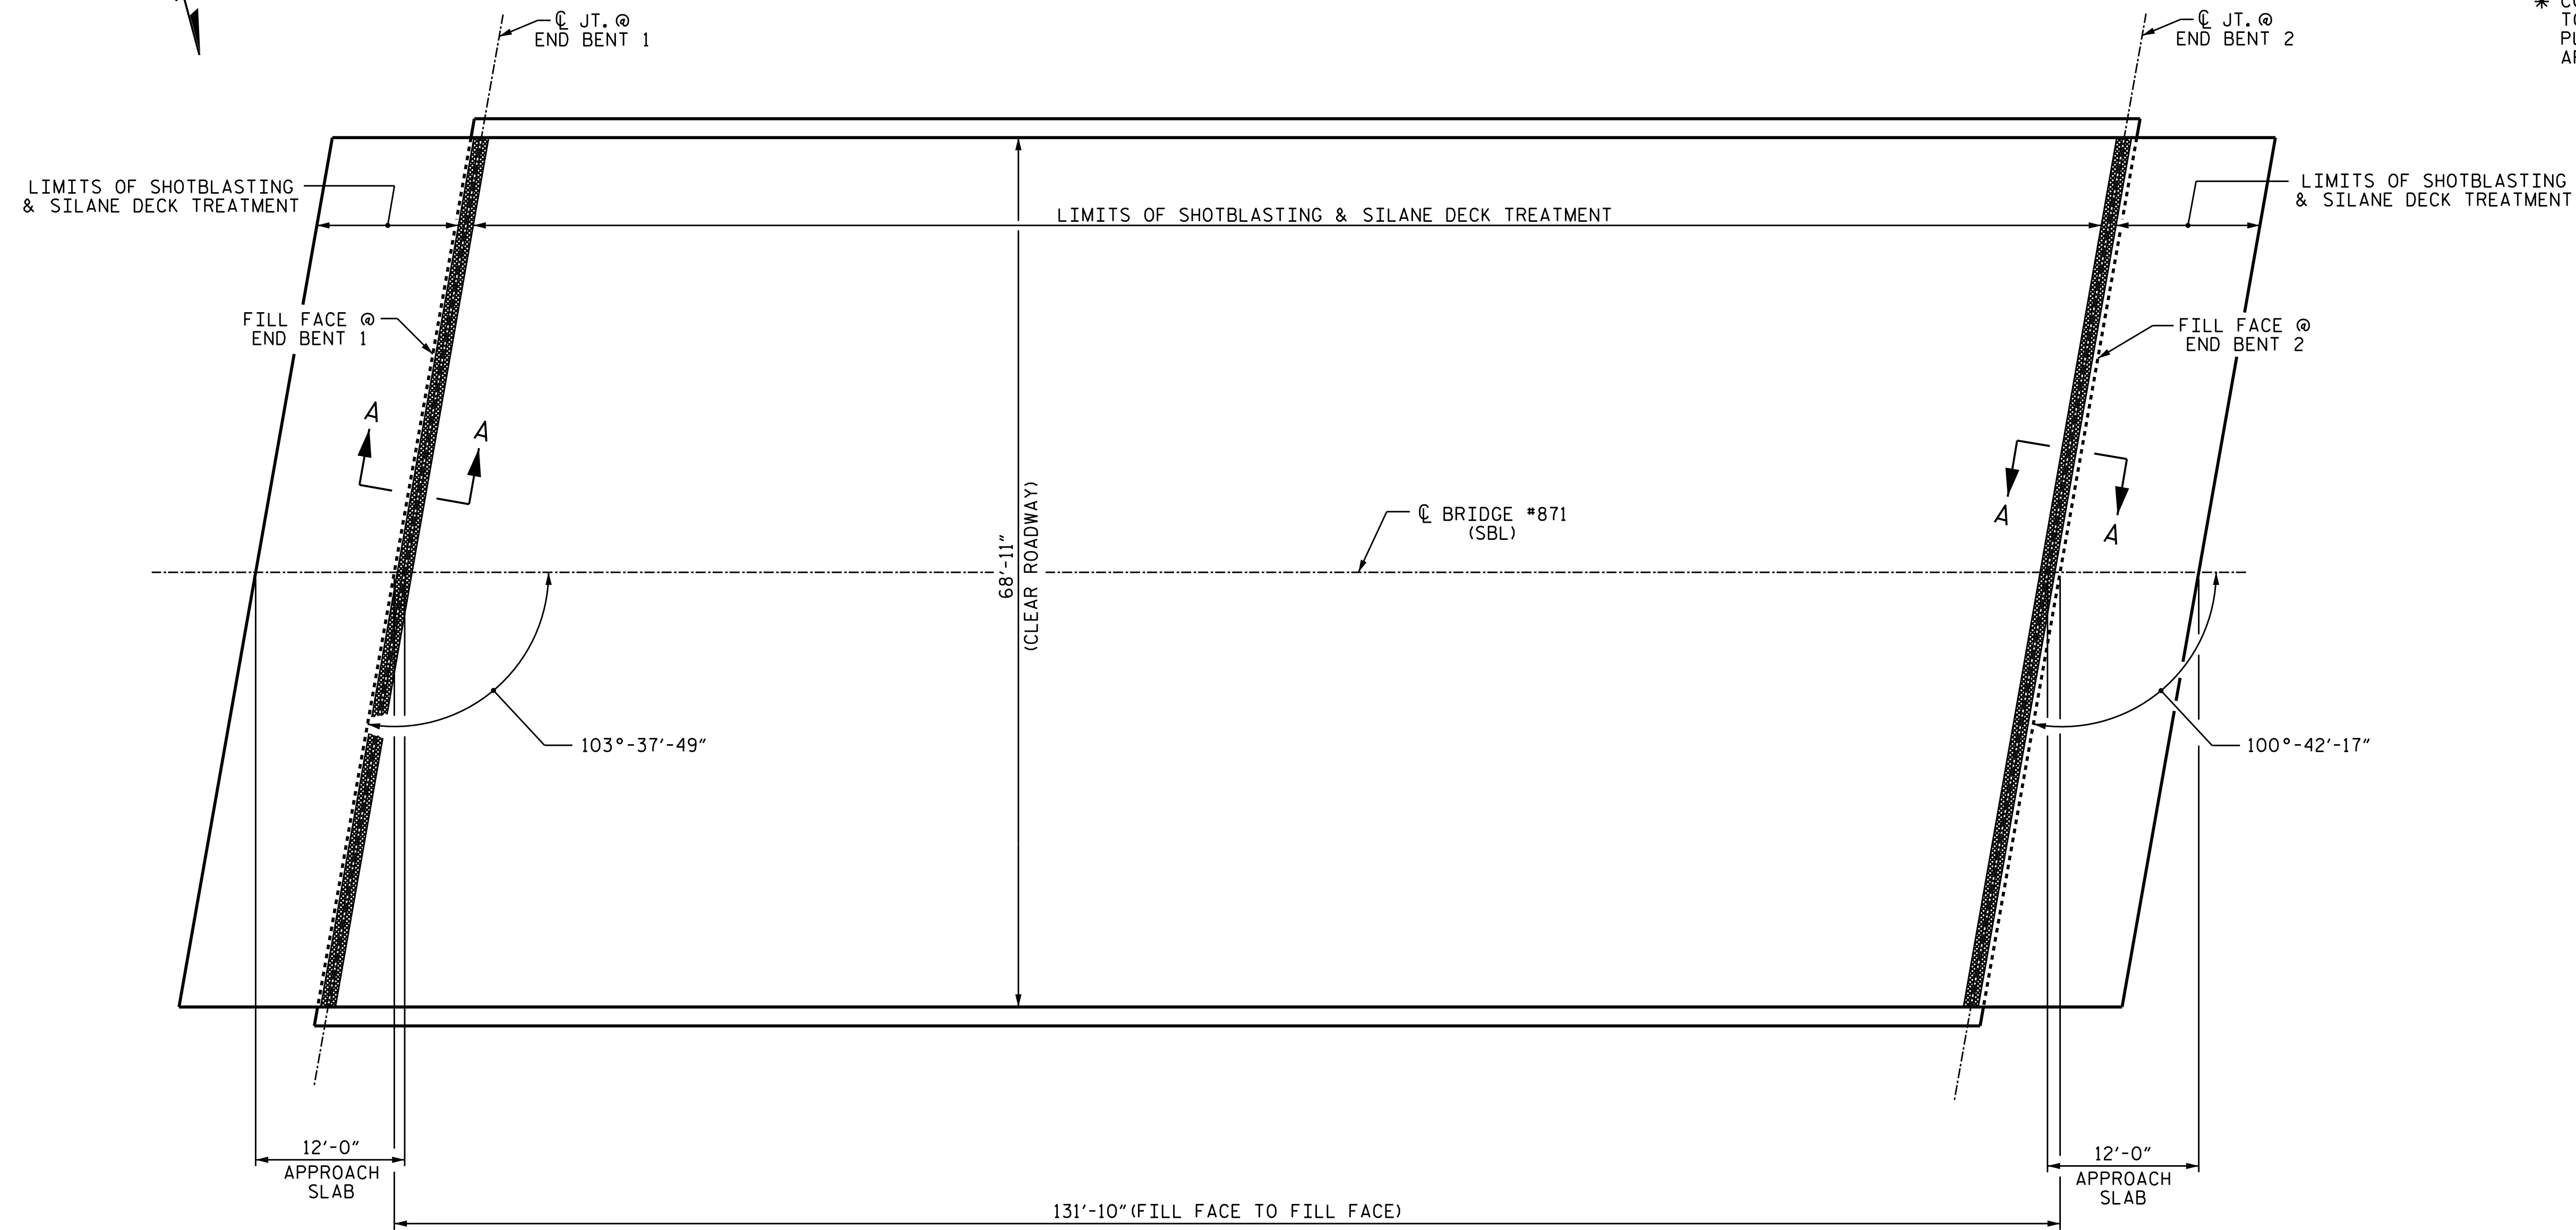 ℄ JT. @
END BENT 1
℄ JT. @
END BENT 2
LIMITS OF SHOTBLASTING
& SILANE DECK TREATMENT
LIMITS OF SHOTBLASTING & SILANE DECK TREATMENT
LIMITS OF SHOTBLASTING
& SILANE DECK TREATMENT
FILL FACE @
END BENT 1
FILL FACE @
END BENT 2
A
A
A
A
℄ BRIDGE #871
(SBL)
68'-11"
(CLEAR ROADWAY)
103°-37'-49"
100°-42'-17"
12'-0"
APPROACH
SLAB
12'-0"
APPROACH
SLAB
131'-10" (FILL FACE TO FILL FACE)